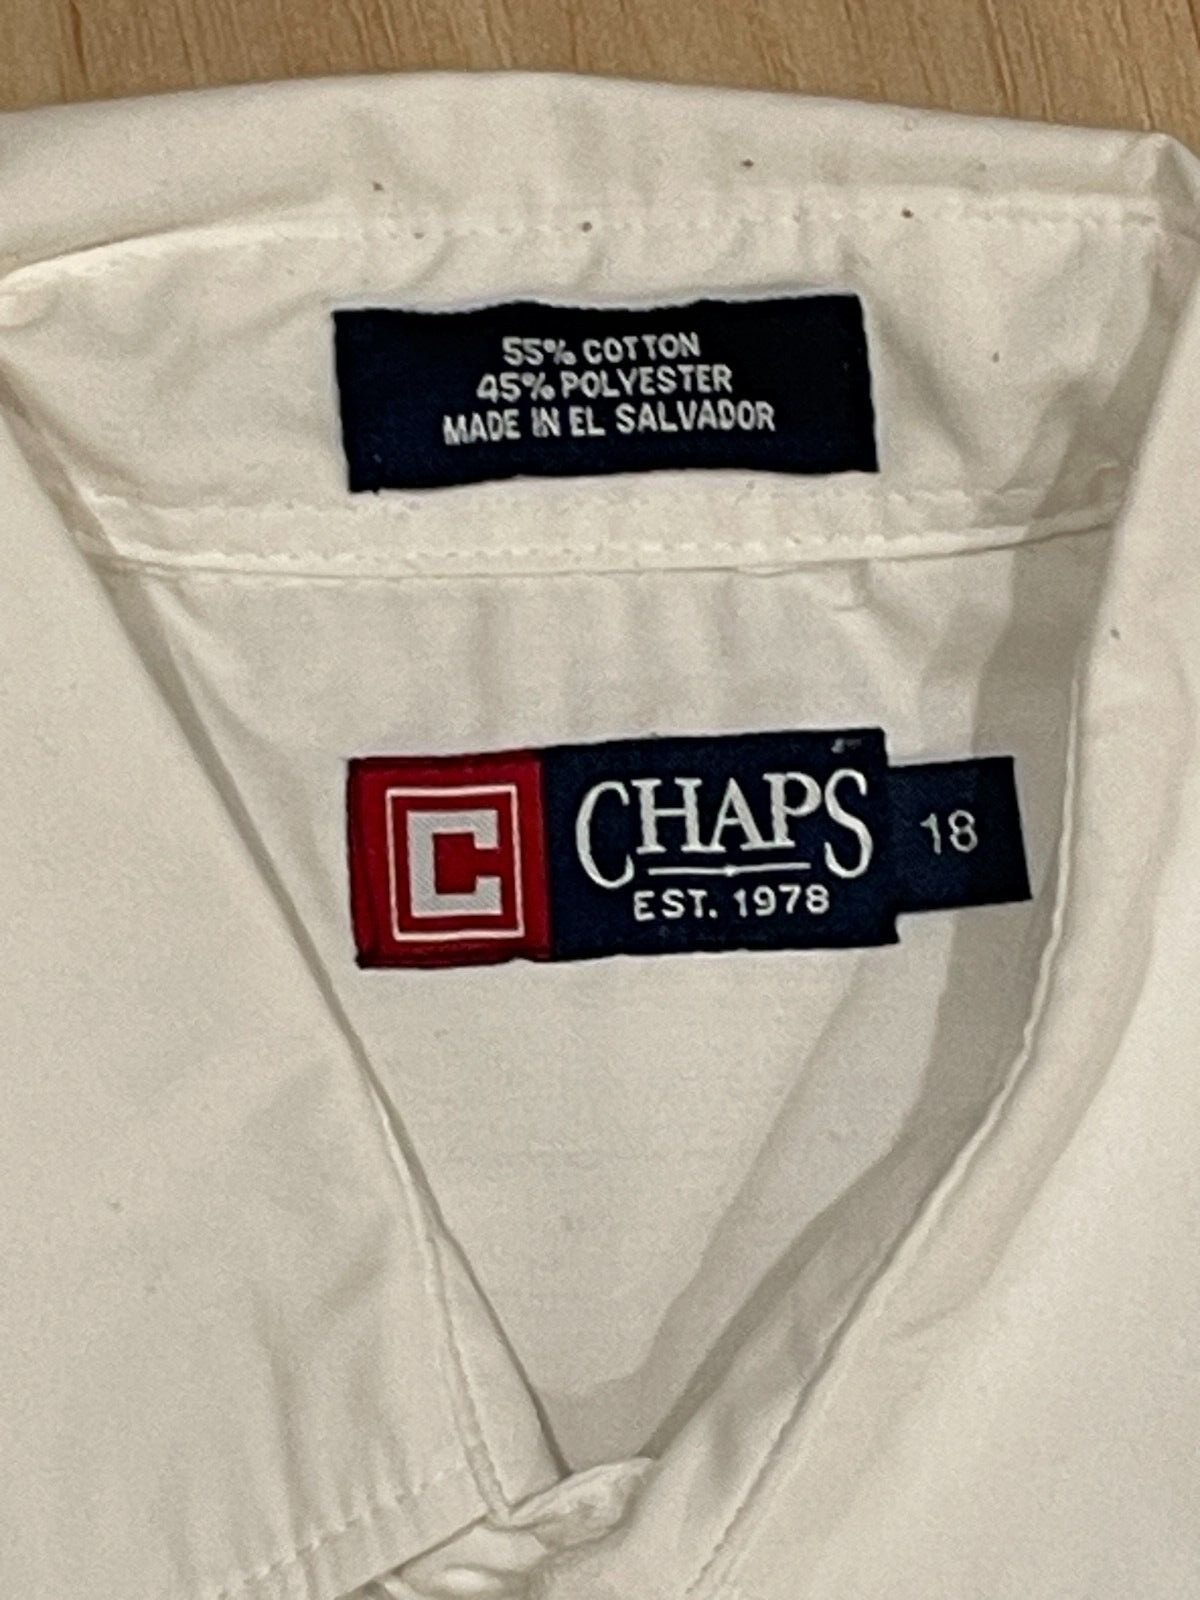 55% COTTON
45% POLYESTER
MADE IN EL SALVADOR
C
CHAPS
EST. 1978
18